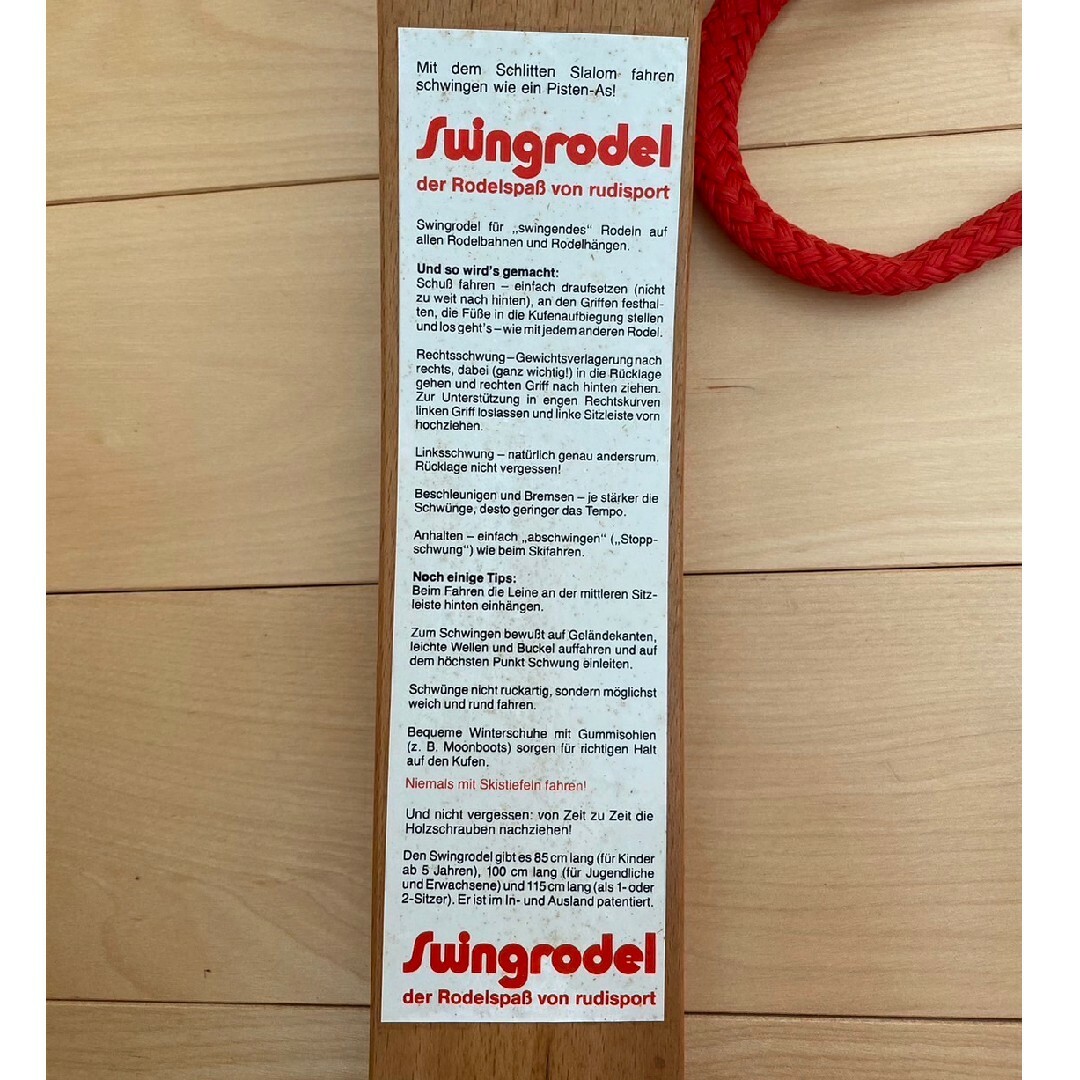 Mit dem Schlitten Slalom fahren
schwingen wie ein Pisten-As!
Swingrodel
der Rodelspaß von rudisport
Swingrodel für „swingendes“ Rodeln auf
allen Rodelbahnen und Rodelhängen.
Und so wird's gemacht:
Schuß fahren – einfach draufsetzen (nicht
zu weit nach hinten), an den Griffen festhal-
ten, die Füße in die Kufenaufbiegung stellen
und los geht's – wie mit jedem anderen Rodel.
Rechtsschwung – Gewichtsverlagerung nach
rechts, dabei (ganz wichtig!) in die Rücklage
gehen und rechten Griff nach hinten ziehen.
Zur Unterstützung in engen Rechtskurven
linken Griff loslassen und linke Sitzleiste vorn
hochziehen.
Linksschwung – natürlich genau andersrum.
Rücklage nicht vergessen!
Beschleunigen und Bremsen – je stärker die
Schwünge, desto geringer das Tempo.
Anhalten – einfach „abschwingen“ („Stopp-
schwung“) wie beim Skifahren.
Noch einige Tips:
Beim Fahren die Leine an der mittleren Sitz-
leiste hinten einhängen.
Zum Schwingen bewußt auf Geländekanten,
leichte Wellen und Buckel auffahren und auf
dem höchsten Punkt Schwung einleiten.
Schwünge nicht ruckartig, sondern möglichst
weich und rund fahren.
Bequeme Winterschuhe mit Gummisohlen
(z. B. Moonboots) sorgen für richtigen Halt
auf den Kufen.
Niemals mit Skistiefeln fahren!
Und nicht vergessen: von Zeit zu Zeit die
Holzschrauben nachziehen!
Den Swingrodel gibt es 85 cm lang (für Kinder
ab 5 Jahren), 100 cm lang (für Jugendliche
und Erwachsene) und 115 cm lang (als 1- oder
2-Sitzer). Er ist im In- und Ausland patentiert.
Swingrodel
der Rodelspaß von rudisport